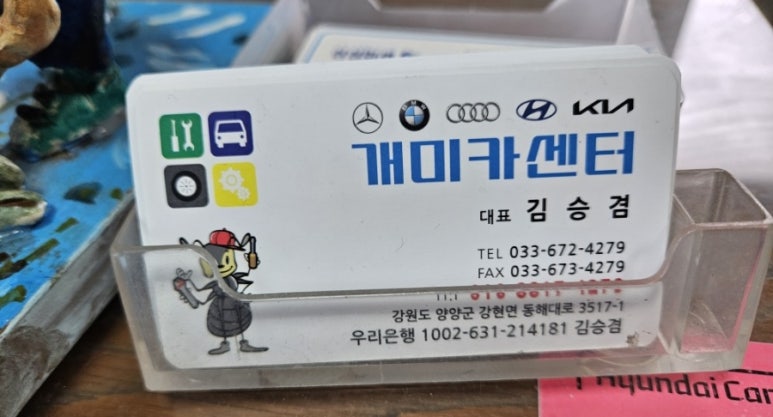 BMW
KIA
개미카센터
대표 김승겸
TEL 033-672-4279
FAX 033-673-4279
강원도 양양군 강현면 동해대로 3517-1
우리은행 1002-631-214181 김승겸
Hyundai Car